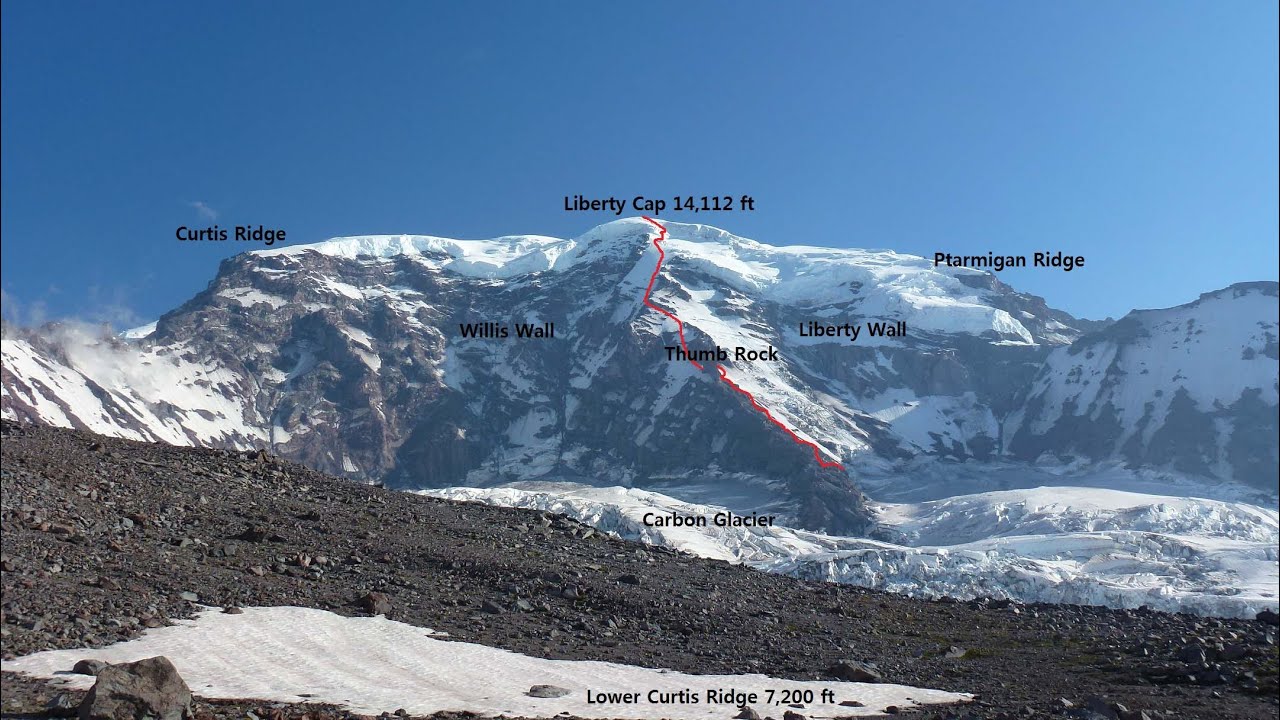 Liberty Cap 14,112 ft
Curtis Ridge
Ptarmigan Ridge
Willis Wall
Liberty Wall
Thumb Rock
Carbon Glacier
Lower Curtis Ridge 7,200 ft